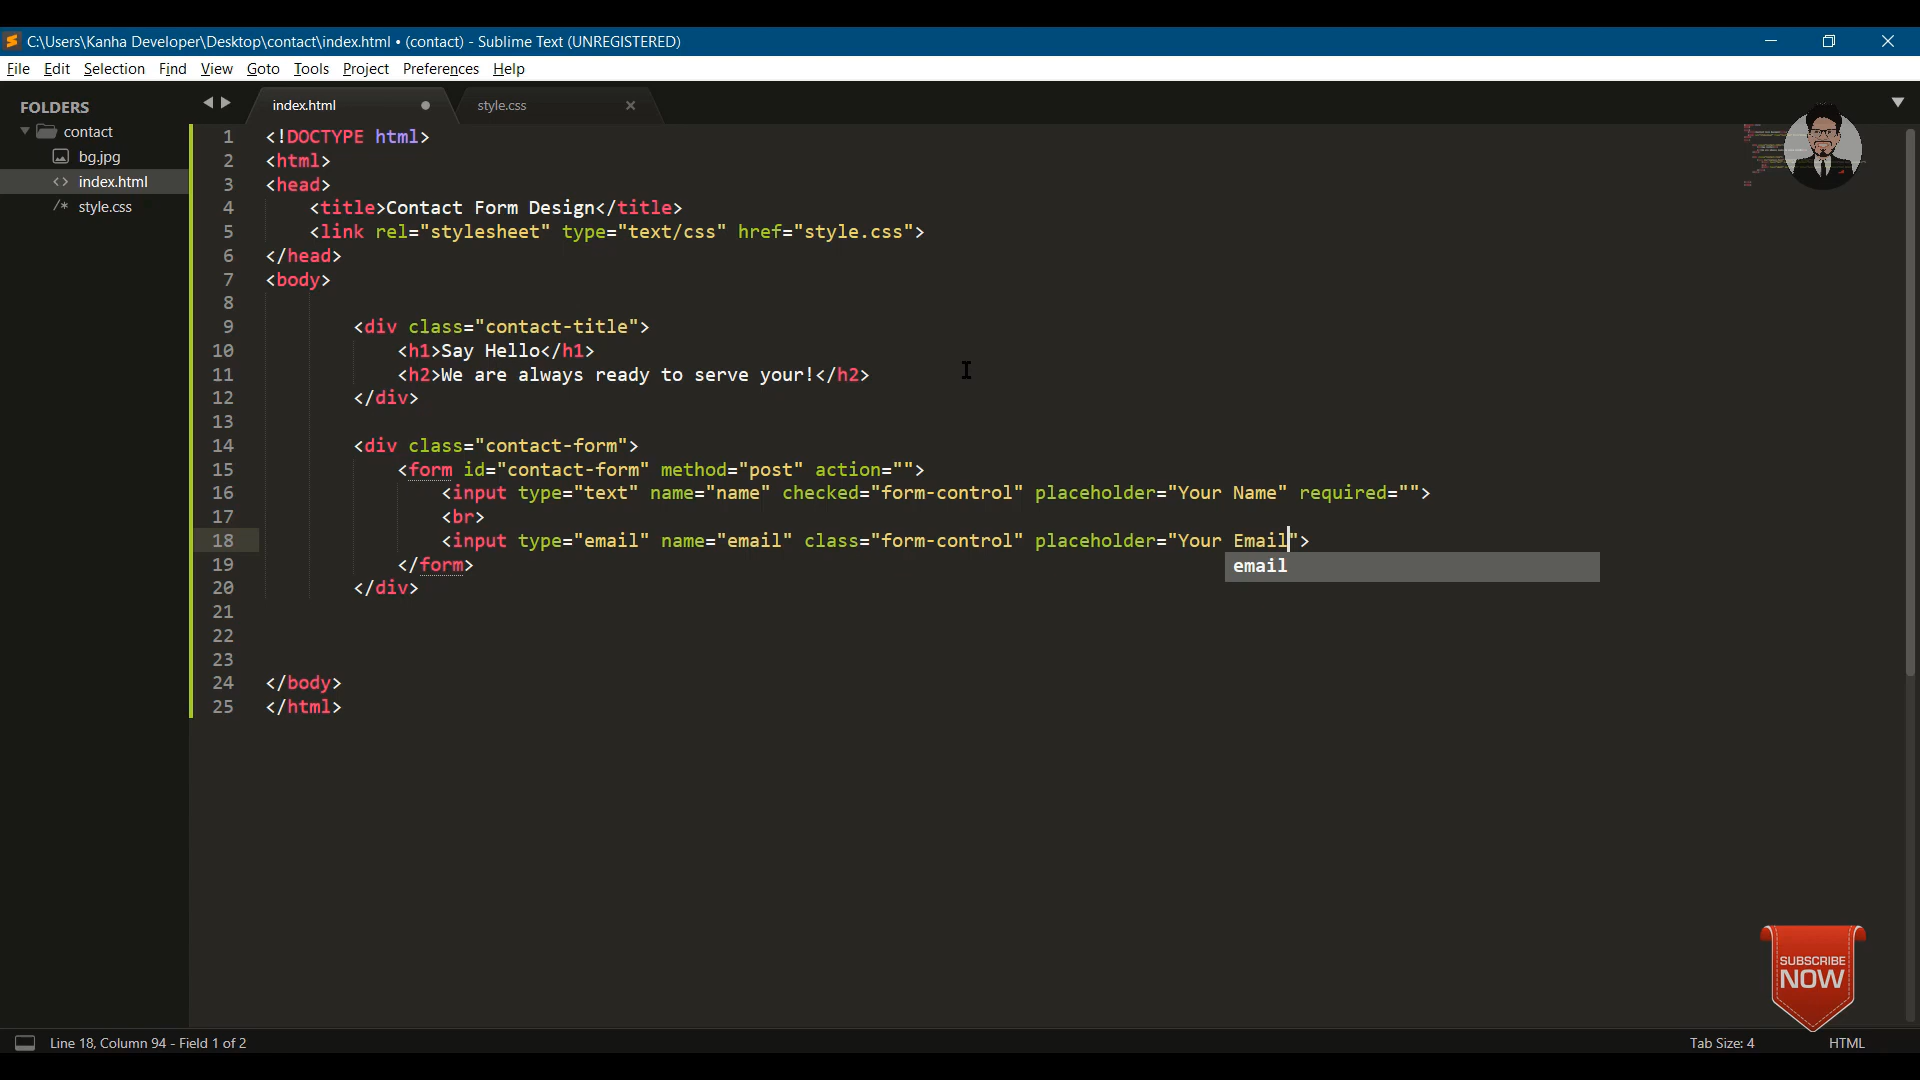 C:\Users\Kanha Developer\Desktop\contact\index.html • (contact) - Sublime Text (UNREGISTERED)
File Edit Selection Find View Goto Tools Project Preferences Help
FOLDERS
contact
bg.jpg
<> index.html
/* style.css
index.html
style.css
1 <!DOCTYPE html>
2 <html>
3 <head>
4 <title>Contact Form Design</title>
5 <link rel="stylesheet" type="text/css" href="style.css">
6 </head>
7 <body>
8
9 <div class="contact-title">
10 <h1>Say Hello</h1>
11 <h2>We are always ready to serve your!</h2>
12 </div>
13
14 <div class="contact-form">
15 <form id="contact-form" method="post" action="">
16 <input type="text" name="name" checked="form-control" placeholder="Your Name" required="">
17 <br>
18 <input type="email" name="email" class="form-control" placeholder="Your Email">
email
19 </form>
20 </div>
21
22
23
24 </body>
25 </html>
SUBSCRIBE
NOW
Line 18, Column 94 - Field 1 of 2
Tab Size: 4
HTML